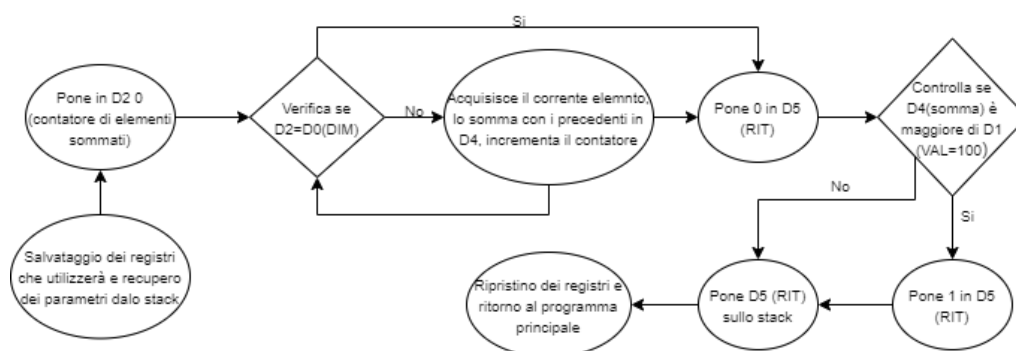 Si
Pone in D2 0
(contatore di elementi
sommati)
Verifica se
D2=D0(DIM)
No
Acquisisce il corrente elemnto,
lo somma con i precedenti in
D4, incrementa il contatore
Pone 0 in D5
(RIT)
Controlla se
D4(somma) è
maggiore di D1
(VAL=100)
No
Si
Salvataggio dei registri
che utilizzerà e recupero
dei parametri dalo stack
Ripristino dei registri e
ritorno al programma
principale
Pone D5 (RIT)
sullo stack
Pone 1 in D5
(RIT)